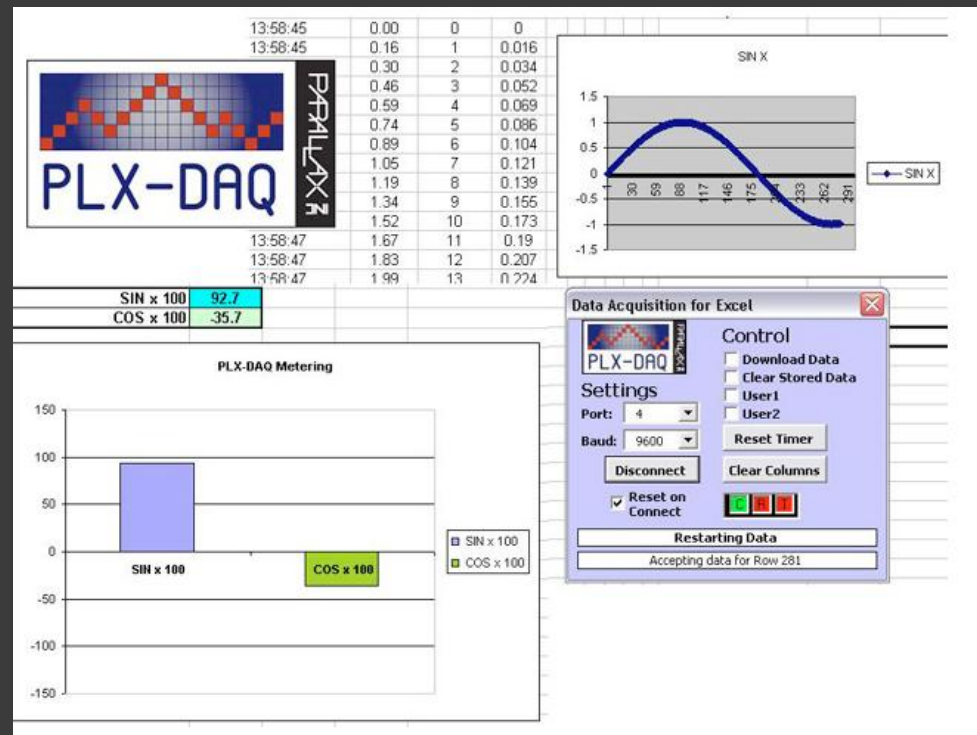 13:58:45 0.00 0 0
13:58:45 0.16 1 0.016
0.30 2 0.034
0.46 3 0.052
0.59 4 0.069
0.74 5 0.086
0.89 6 0.104
1.05 7 0.121
1.19 8 0.139
1.34 9 0.155
1.52 10 0.173
13:58:47 1.67 11 0.19
13:58:47 1.83 12 0.207
13:58:47 1.99 13 0.224
PLX-DAQ
PARALLAX
SIN X
1.5
1
0.5
0
-0.5
-1
-1.5
1 30 59 88 117 146 175 233 262 291
SIN X
SIN x 100 92.7
COS x 100 -35.7
PLX-DAQ Metering
150
100
50
0
-50
-100
-150
SIN x 100
COS x 100
SIN x 100
COS x 100
Data Acquisition for Excel
PLX-DAQ
PARALLAX
Control
Download Data
Clear Stored Data
User1
User2
Settings
Port: 4
Baud: 9600
Reset Timer
Disconnect
Clear Columns
Reset on
Connect
C R T
Restarting Data
Accepting data for Row 281